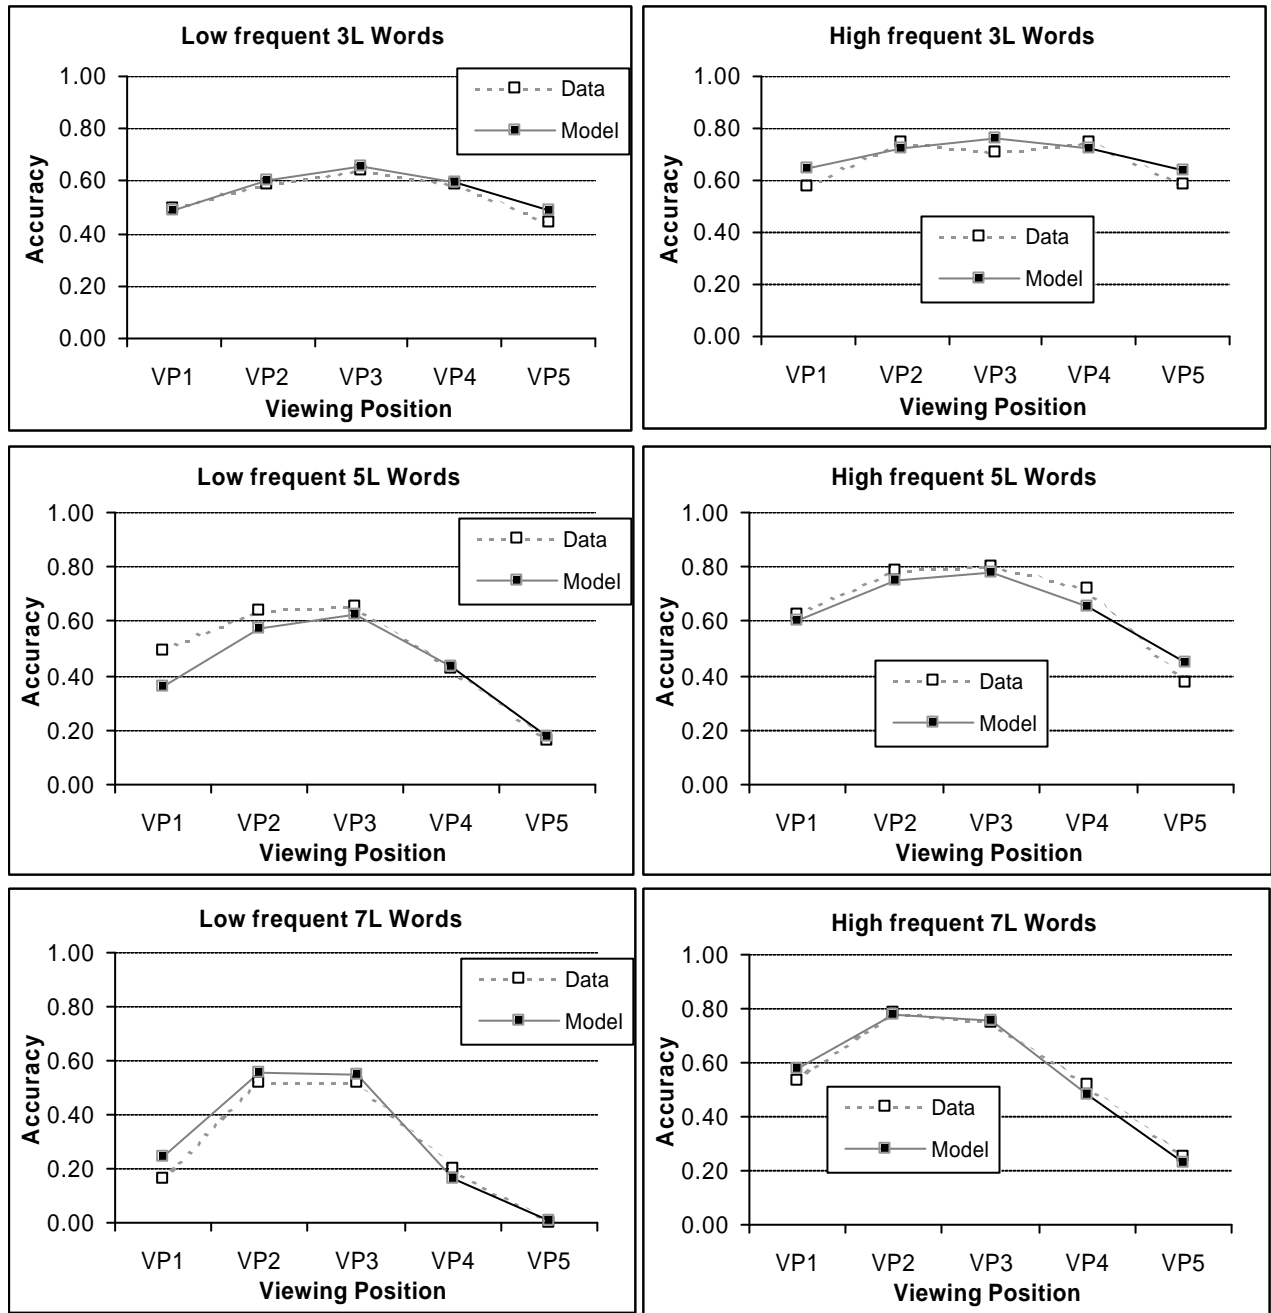 Low frequent 3L Words
1.00
0.80
0.60
0.40
0.20
0.00
Accuracy
Data
Model
VP1 VP2 VP3 VP4 VP5
Viewing Position
High frequent 3L Words
1.00
0.80
0.60
0.40
0.20
0.00
Accuracy
Data
Model
VP1 VP2 VP3 VP4 VP5
Viewing Position
Low frequent 5L Words
1.00
0.80
0.60
0.40
0.20
0.00
Accuracy
Data
Model
VP1 VP2 VP3 VP4 VP5
Viewing Position
High frequent 5L Words
1.00
0.80
0.60
0.40
0.20
0.00
Accuracy
Data
Model
VP1 VP2 VP3 VP4 VP5
Viewing Position
Low frequent 7L Words
1.00
0.80
0.60
0.40
0.20
0.00
Accuracy
Data
Model
VP1 VP2 VP3 VP4 VP5
Viewing Position
High frequent 7L Words
1.00
0.80
0.60
0.40
0.20
0.00
Accuracy
Data
Model
VP1 VP2 VP3 VP4 VP5
Viewing Position